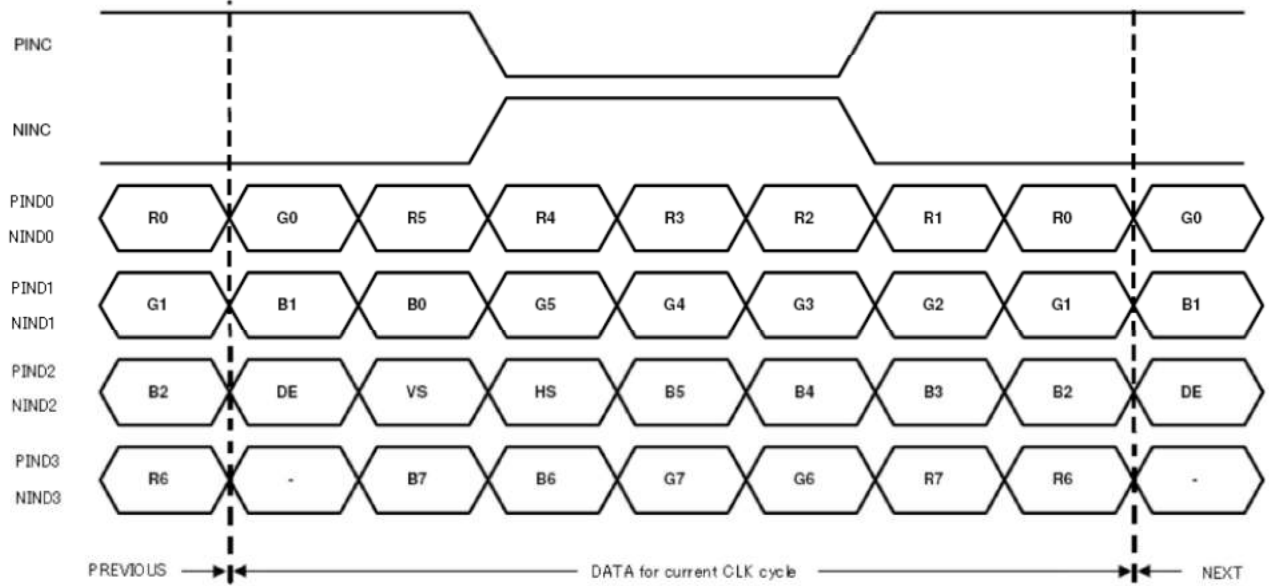 PINC
NINC
PIND0
NIND0
R0 G0 R5 R4 R3 R2 R1 R0 G0
PIND1
NIND1
G1 B1 B0 G5 G4 G3 G2 G1 B1
PIND2
NIND2
B2 DE VS HS B5 B4 B3 B2 DE
PIND3
NIND3
R6 - B7 B6 G7 G6 R7 R6 -
PREVIOUS DATA for current CLK cycle NEXT